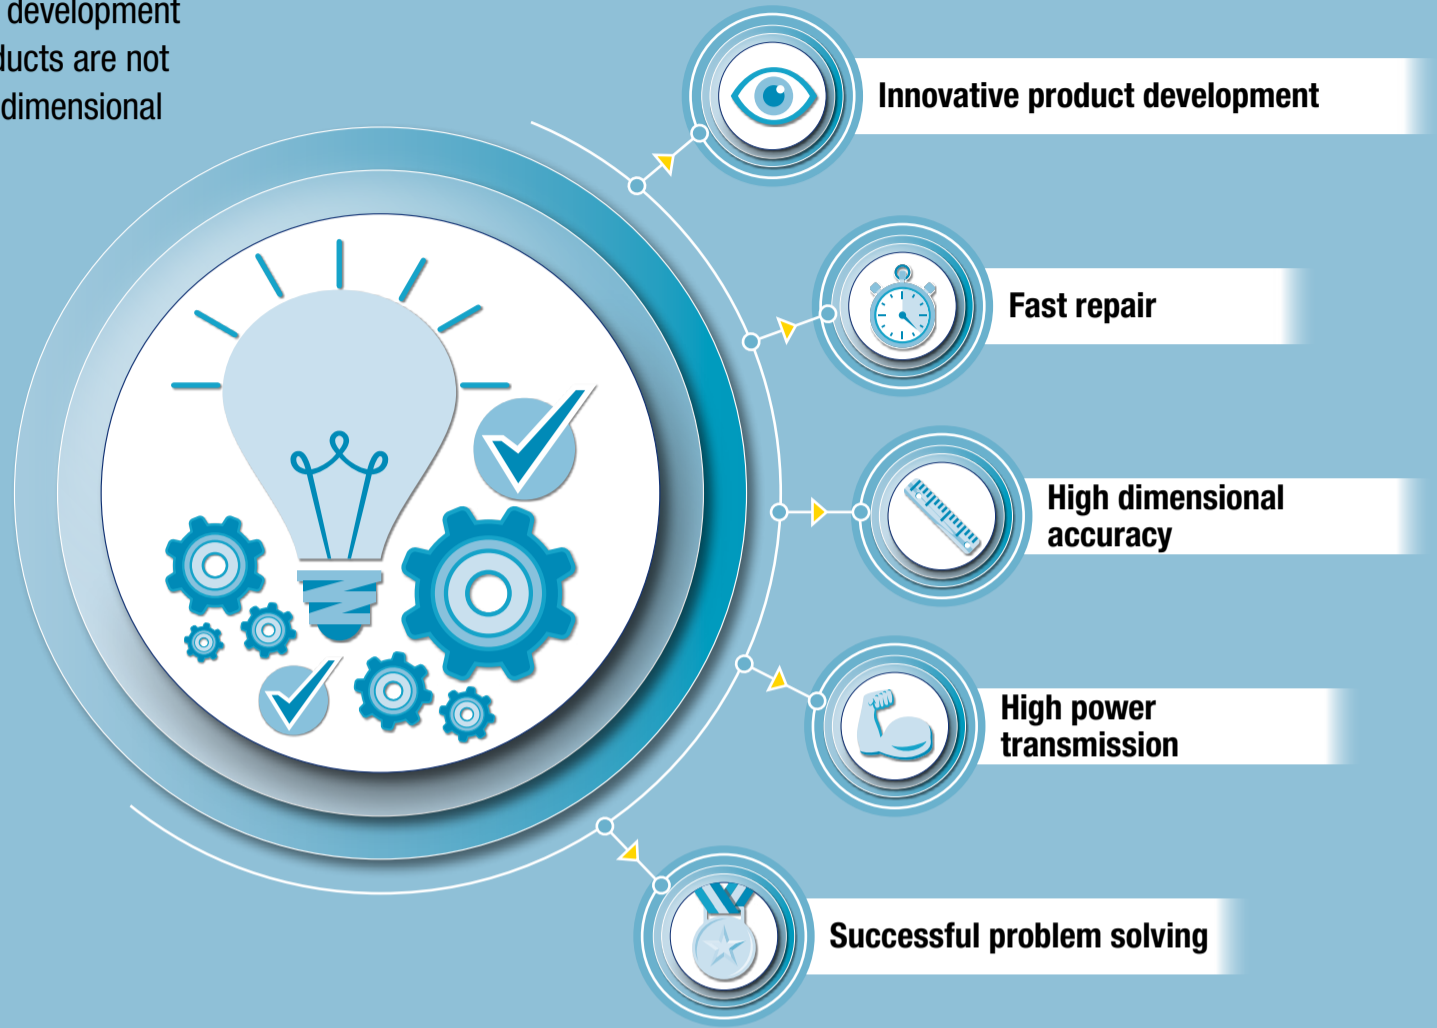 development
ducts are not
dimensional
Innovative product development
Fast repair
High dimensional
accuracy
High power
transmission
Successful problem solving